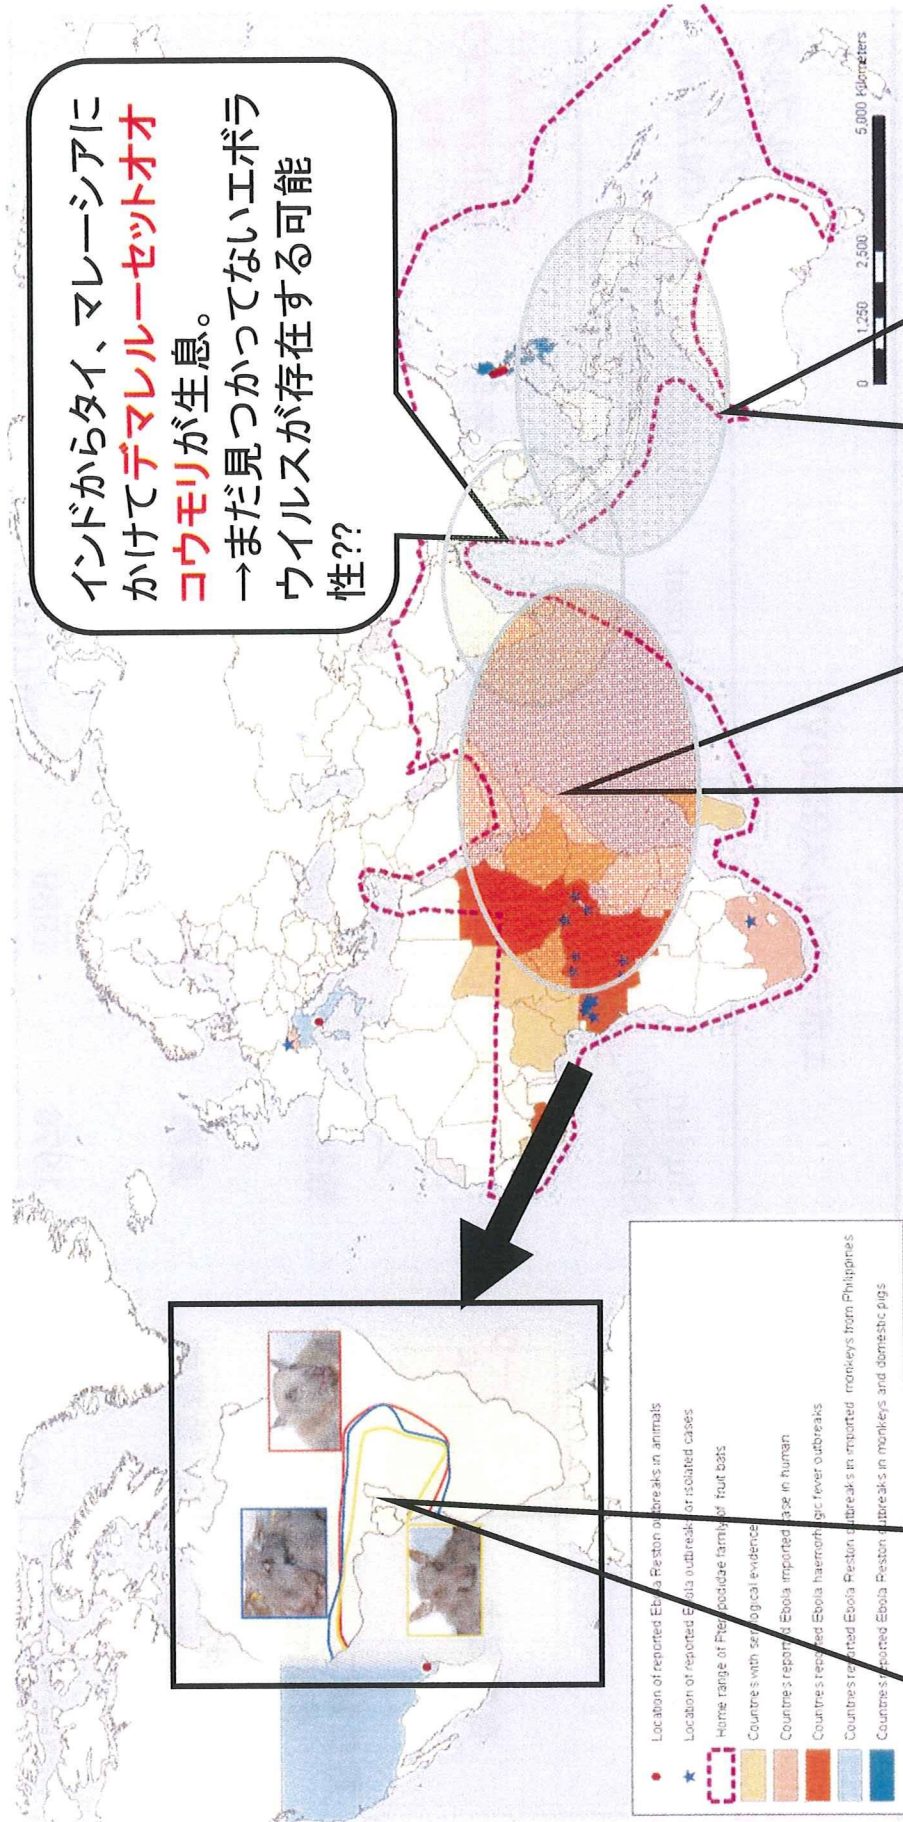 インドからタイ、マレーシアに
かけてデマレルーセットオオ
コウモリが生息。
→まだ見つかってないエボラ
ウイルスが存在する可能
性??
0 1,250 2,500 5,000 Kilometers
Location of reported Ebola Reston outbreaks in animals
Location of reported Ebola outbreaks or isolated cases
Home range of Pteropodidae family of fruit bats
Countries with serological evidence
Countries reported Ebola imported case in human
Countries reported Ebola haemorrhagic fever outbreaks
Countries reported Ebola Reston outbreaks in imported monkeys from Philippines
Countries reported Ebola Reston outbreaks in monkeys and domestic pigs